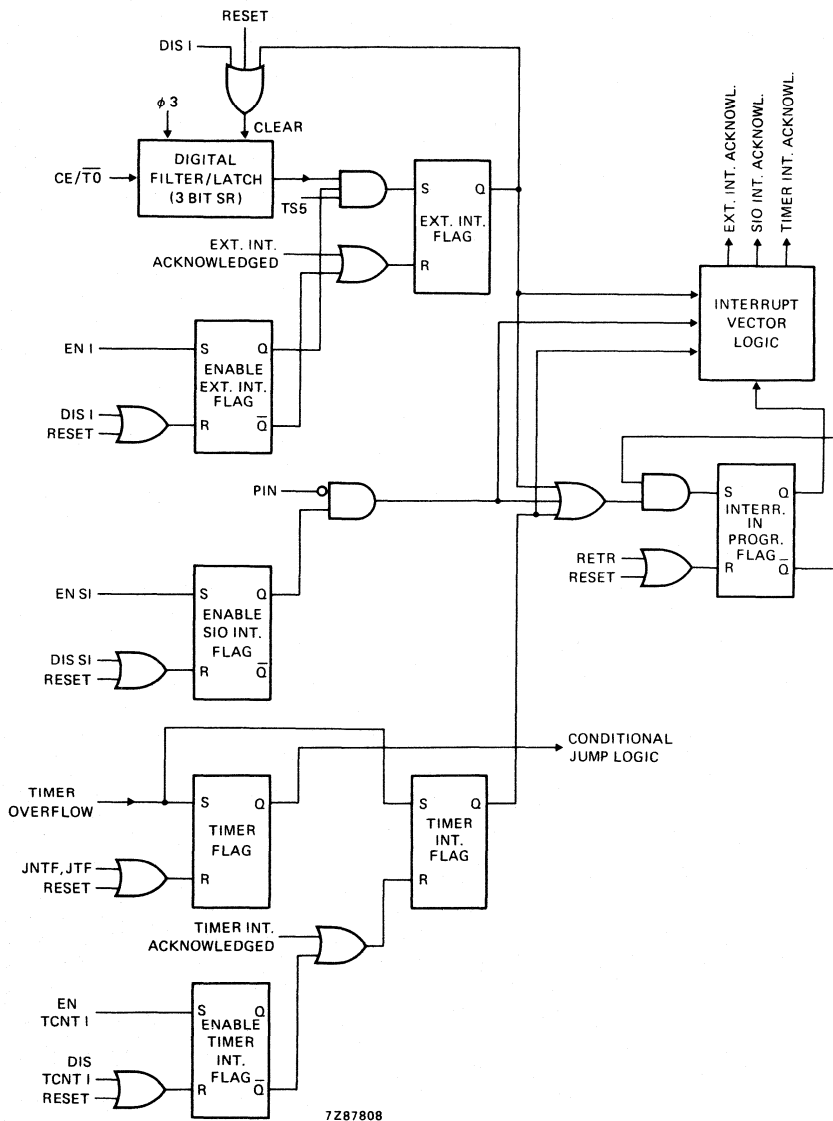 RESET
DIS I
ϕ 3
CLEAR
CE/T̅0̅
DIGITAL
FILTER/LATCH
(3 BIT SR)
TS5
S Q
EXT. INT.
FLAG
R
EXT. INT.
ACKNOWLEDGED
EXT. INT. ACKNOWL.
SIO INT. ACKNOWL.
TIMER INT. ACKNOWL.
INTERRUPT
VECTOR
LOGIC
EN I
S Q
ENABLE
EXT. INT.
FLAG
R Q̅
DIS I
RESET
PIN
S Q
INTERR.
IN
PROGR.
FLAG
R Q̅
RETR
RESET
EN SI
S Q
ENABLE
SIO INT.
FLAG
R Q̅
DIS SI
RESET
CONDITIONAL
JUMP LOGIC
TIMER
OVERFLOW
S Q
TIMER
FLAG
R
JNTF, JTF
RESET
S Q
TIMER
INT.
FLAG
R
TIMER INT.
ACKNOWLEDGED
EN
TCNT I
S Q
ENABLE
TIMER
INT.
FLAG
R Q̅
DIS
TCNT I
RESET
7Z87808